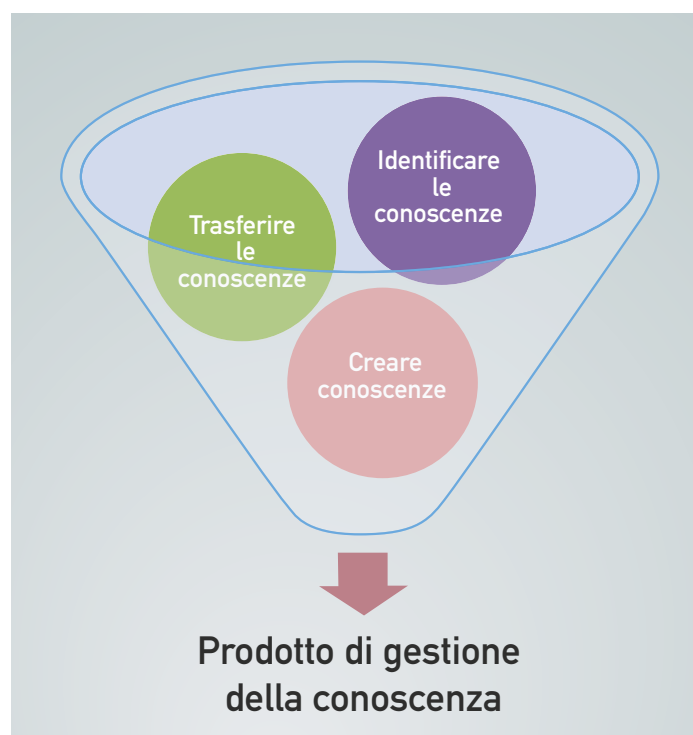 Identificare
le
conoscenze
Trasferire
le
conoscenze
Creare
conoscenze
Prodotto di gestione
della conoscenza